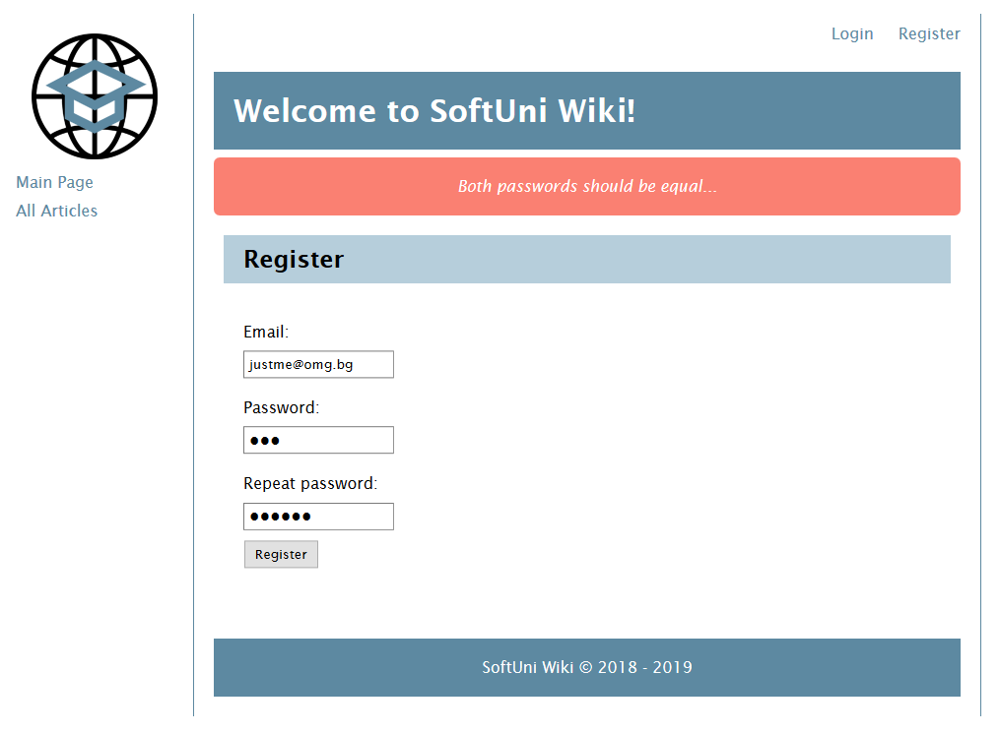 Login Register
Welcome to SoftUni Wiki!
Both passwords should be equal...
Main Page
All Articles
Register
Email:
justme@omg.bg
Password:
●●●
Repeat password:
●●●●●●
Register
SoftUni Wiki © 2018 - 2019